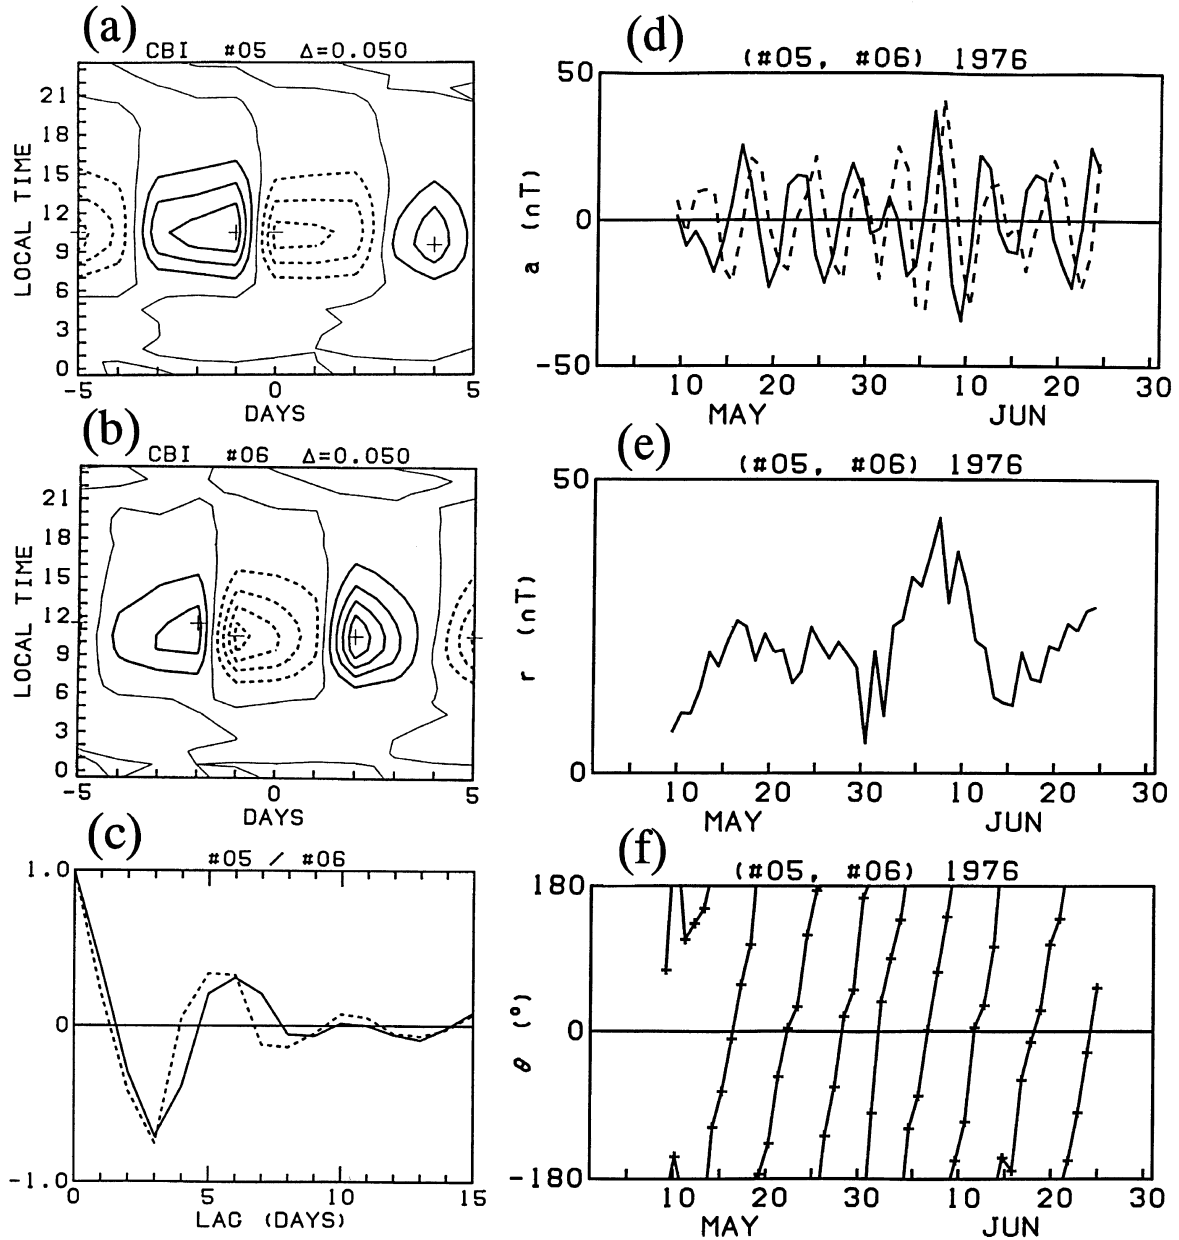 (a)
CBI #05 Δ=0.050
LOCAL TIME
21
18
15
12
9
6
3
0
-5 0 5
DAYS
(b)
CBI #06 Δ=0.050
LOCAL TIME
21
18
15
12
9
6
3
0
-5 0 5
DAYS
(c)
#05 / #06
1.0
0
-1.0
0 5 10 15
LAG (DAYS)
(d)
(#05, #06) 1976
a (nT)
50
0
-50
10 20 30 10 20 30
MAY JUN
(e)
(#05, #06) 1976
r (nT)
50
0
10 20 30 10 20 30
MAY JUN
(f)
(#05, #06) 1976
θ (°)
180
0
-180
10 20 30 10 20 30
MAY JUN